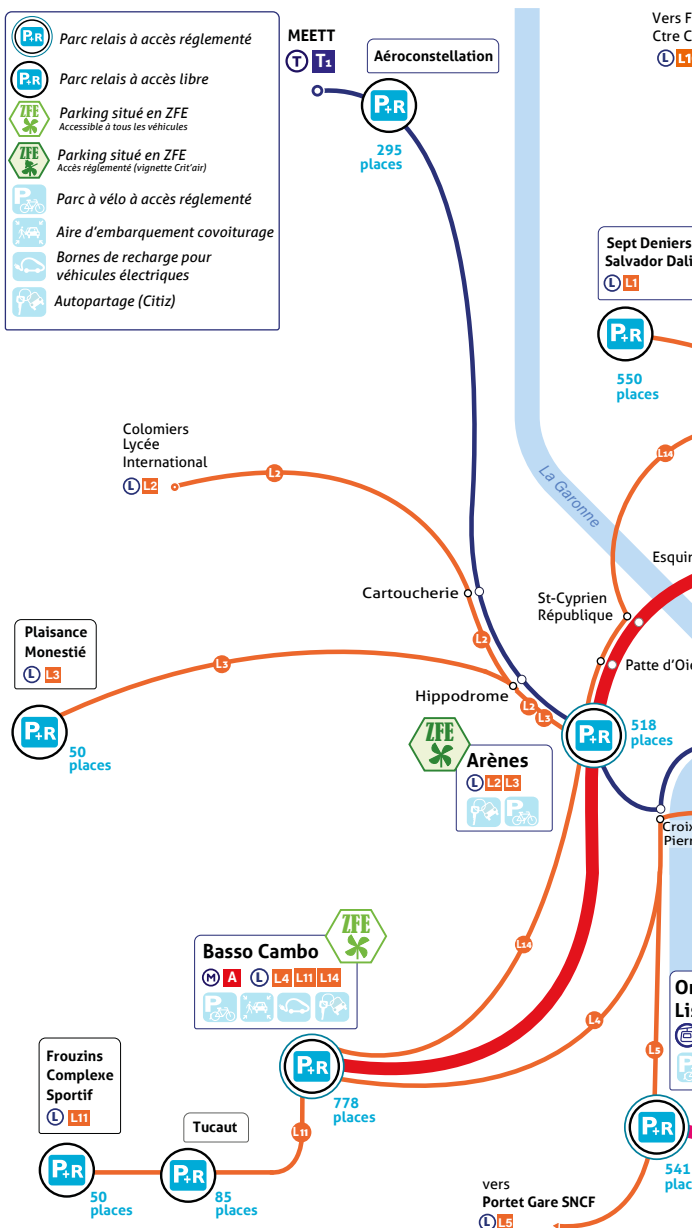 P+R
Parc relais à accès réglementé
P+R
Parc relais à accès libre
ZFE
Parking situé en ZFE
Accessible à tous les véhicules
ZFE
Parking situé en ZFE
Accès réglementé (vignette Crit'air)
P
Parc à vélo à accès réglementé
Aire d'embarquement covoiturage
Bornes de recharge pour
véhicules électriques
Autopartage (Citiz)
MEETT
T T1
Aéroconstellation
P+R
295
places
Vers F
Ctre C
L L1
Sept Deniers
Salvador Dali
L L1
P+R
550
places
L14
La Garonne
Colomiers
Lycée
International
L L2
L2
Esquir
Cartoucherie
St-Cyprien
République
L2
Plaisance
Monestié
L L3
L3
Patte d'Oie
Hippodrome
L2
L3
P+R
50
places
P+R
518
places
ZFE
Arènes
L L2 L3
P
Croix
Pierr
ZFE
Basso Cambo
M A L L4 L11 L14
P
L14
L4
L5
Or
Lis
P
P+R
778
places
Frouzins
Complexe
Sportif
L L11
Tucaut
L11
P+R
50
places
P+R
85
places
P+R
541
plac
vers
Portet Gare SNCF
L L5